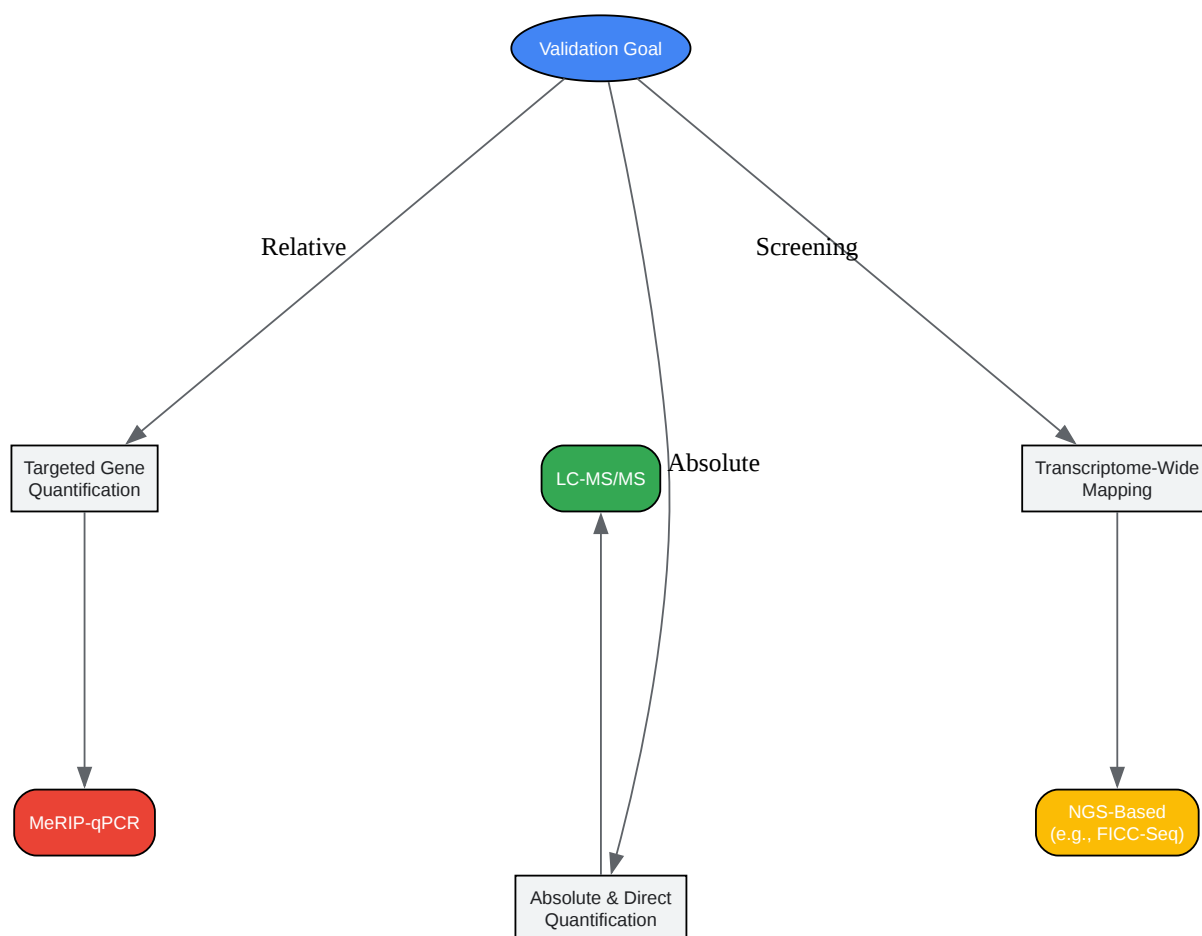 Validation Goal
Relative
Screening
Targeted Gene
Quantification
LC-MS/MS
Absolute
Transcriptome-Wide
Mapping
MeRIP-qPCR
NGS-Based
(e.g., FICC-Seq)
Absolute & Direct
Quantification